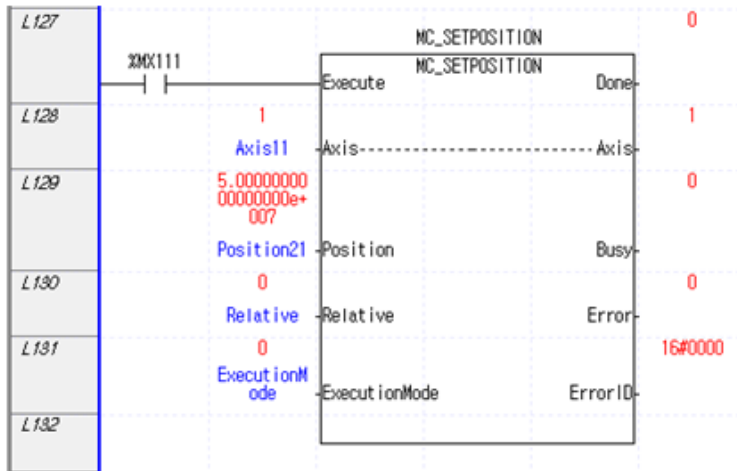 L127
0
MC_SETPOSITION
%MX111
MC_SETPOSITION
Execute Done
L128
1 1
Axis11 Axis Axis
L129
5.00000000 0
00000000e+
007
Position21 Position Busy
L130
0 0
Relative Relative Error
L131
0 16#0000
ExecutionM
ode ExecutionMode ErrorID
L132